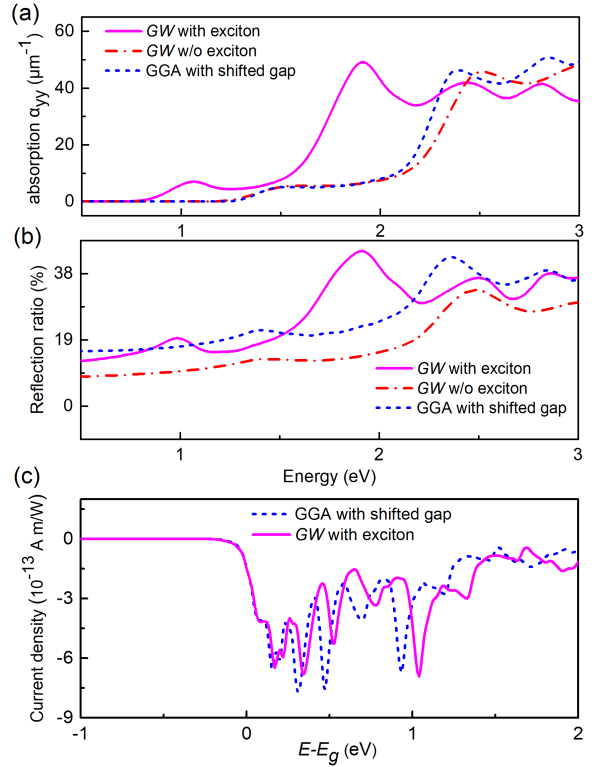 (a)
GW with exciton
GW w/o exciton
GGA with shifted gap
absorption αyy (μm⁻¹)
60
40
20
0
1
2
3
(b)
Reflection ratio (%)
38
19
0
GW with exciton
GW w/o exciton
GGA with shifted gap
1
2
3
Energy (eV)
(c)
Current density (10⁻¹³ A m/W)
0
-3
-6
-9
GGA with shifted gap
GW with exciton
-1
0
1
2
E-Eg (eV)